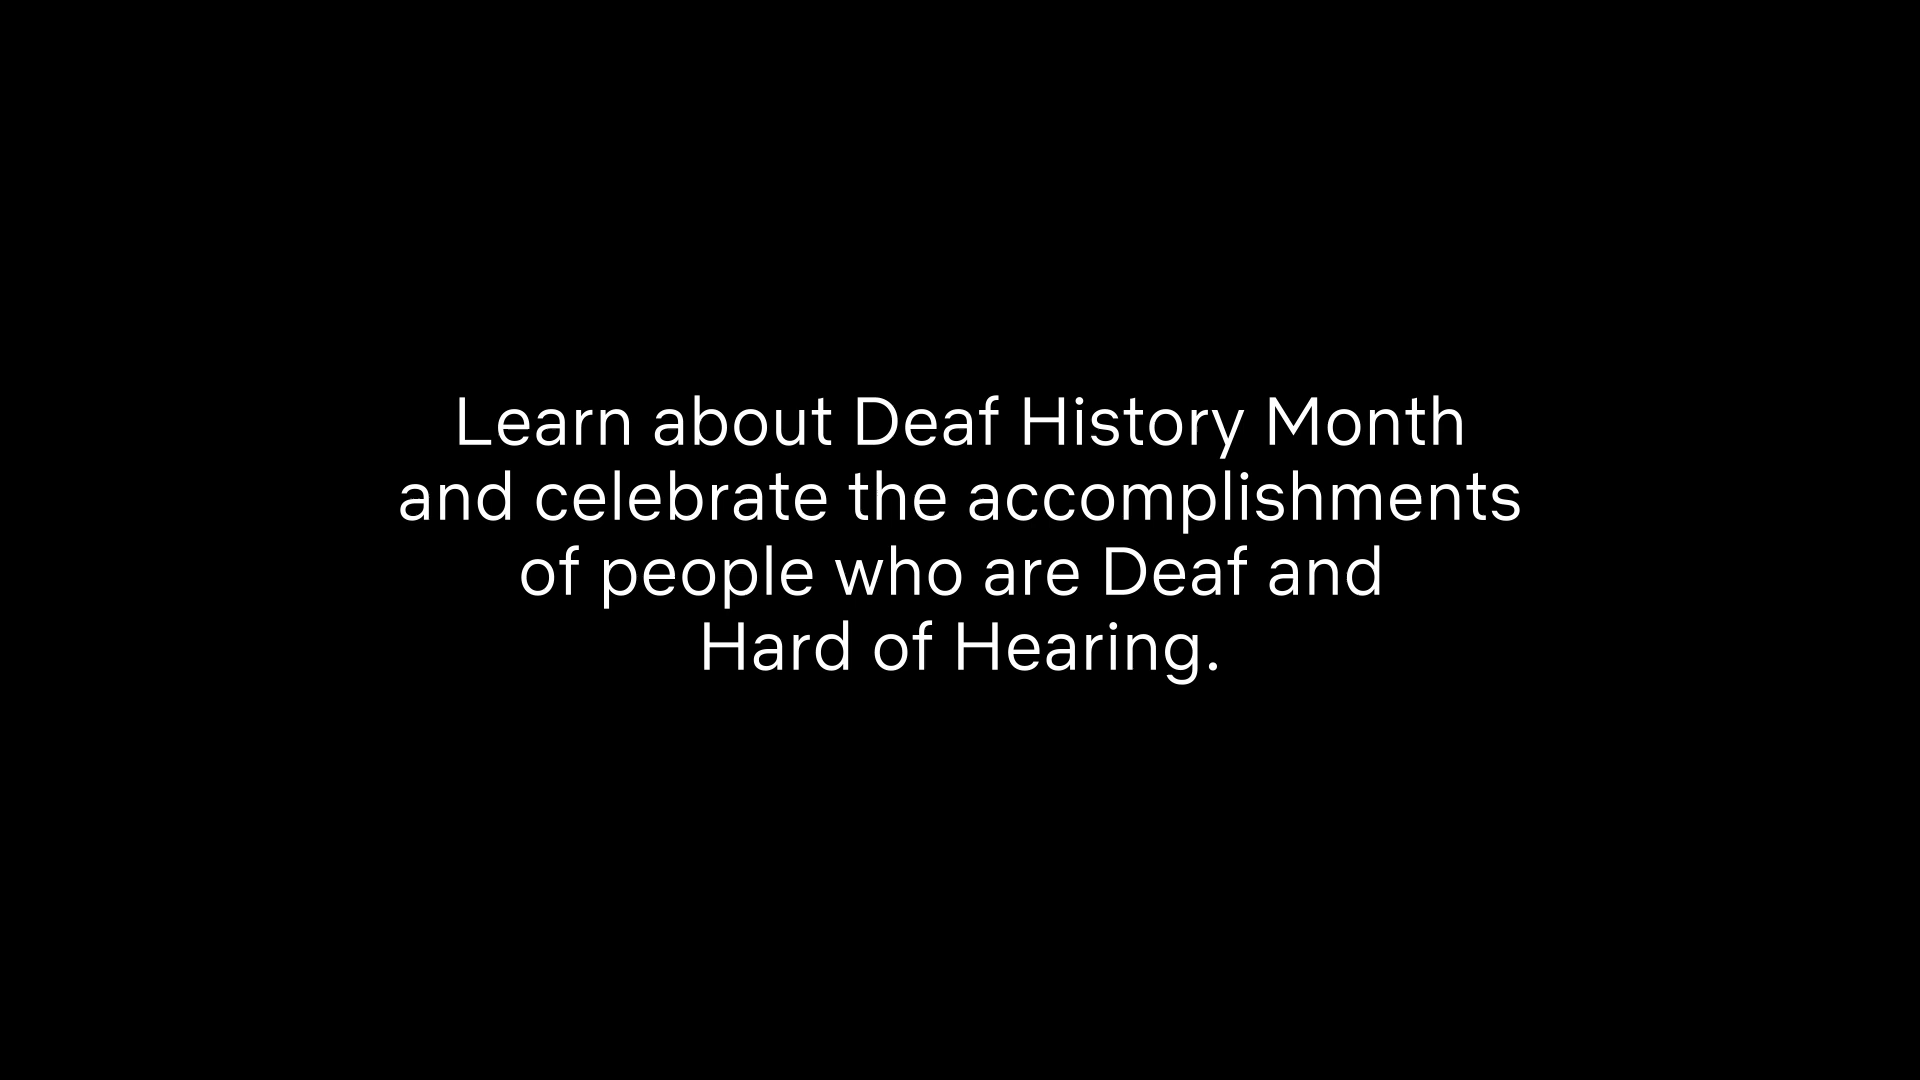 Learn about Deaf History Month
and celebrate the accomplishments
of people who are Deaf and
Hard of Hearing.